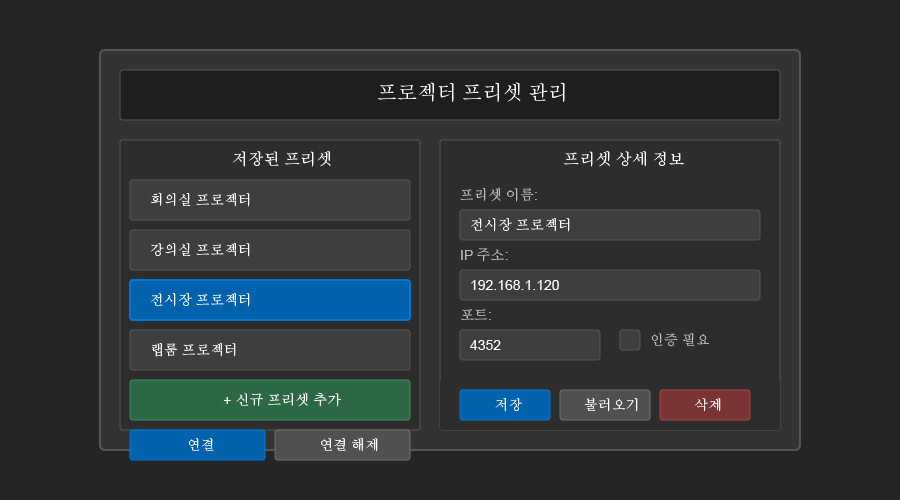 프로젝터 프리셋 관리
저장된 프리셋
회의실 프로젝터
강의실 프로젝터
전시장 프로젝터
랩룸 프로젝터
+ 신규 프리셋 추가
연결
연결 해제
프리셋 상세 정보
프리셋 이름:
전시장 프로젝터
IP 주소:
192.168.1.120
포트:
4352
인증 필요
저장
불러오기
삭제